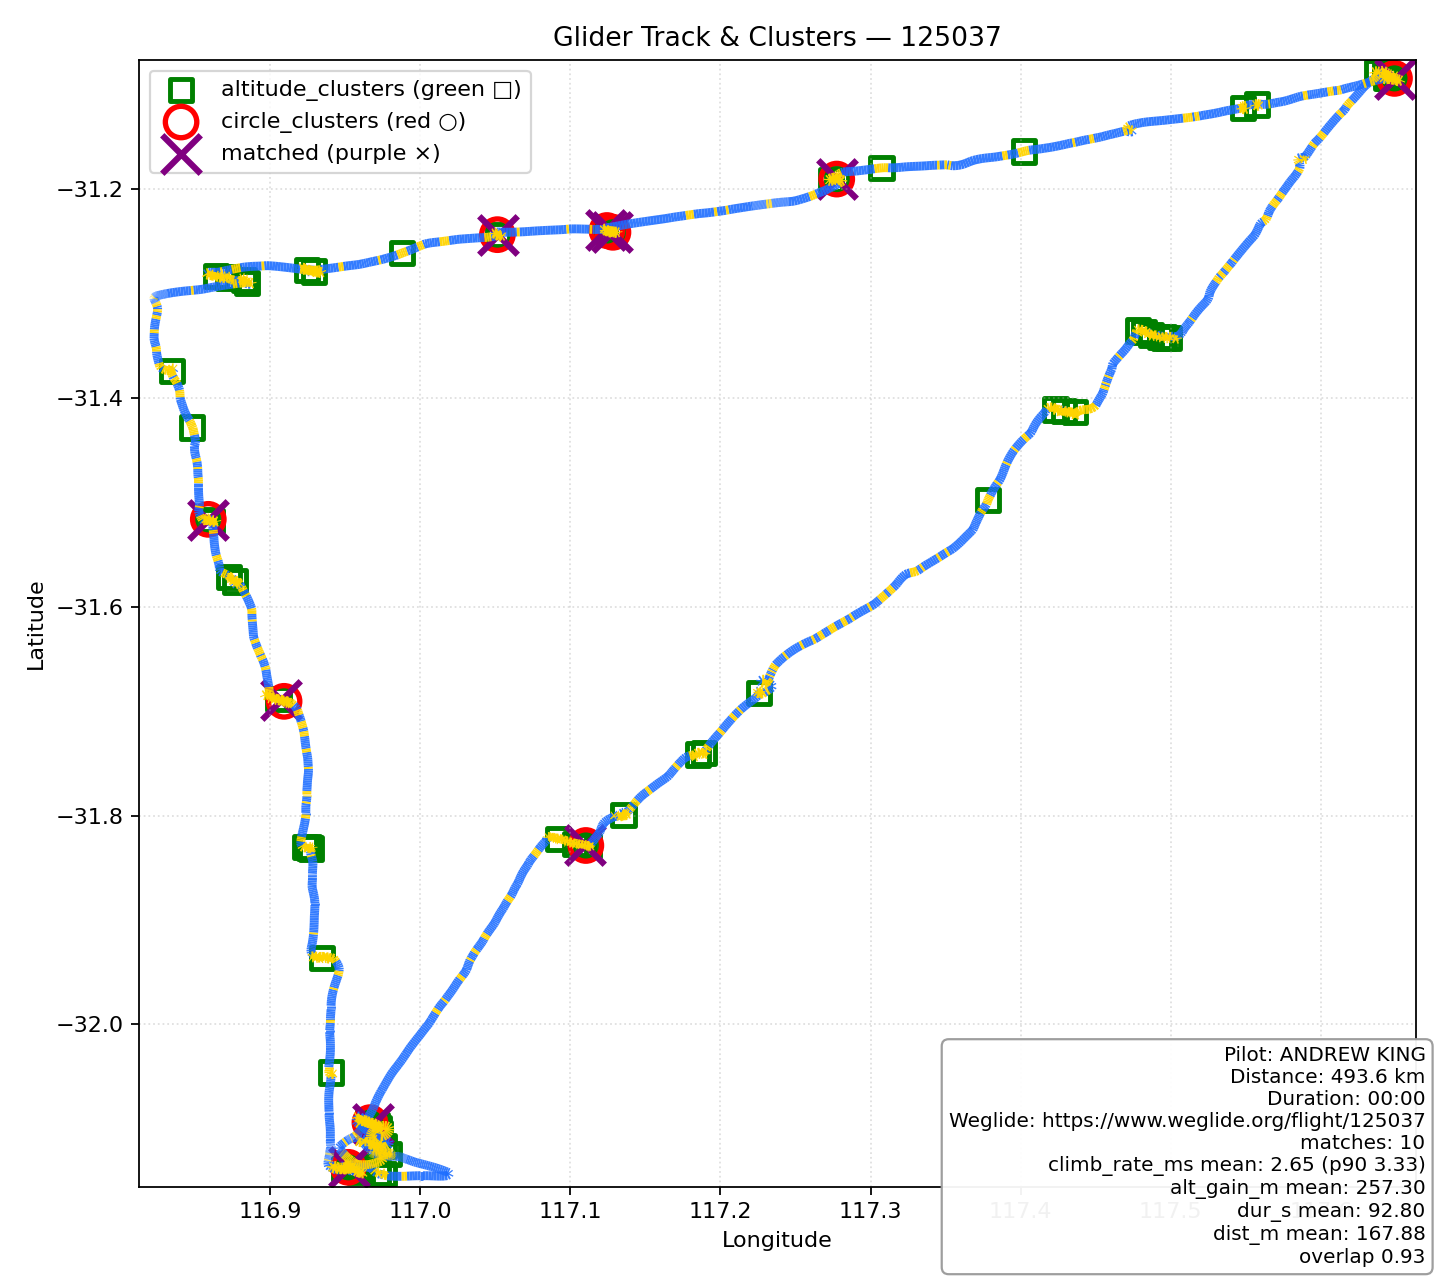 Glider Track & Clusters — 125037
altitude_clusters (green □)
circle_clusters (red ○)
matched (purple ×)
−31.2
−31.4
−31.6
−31.8
−32.0
Latitude
116.9
117.0
117.1
117.2
117.3
117.4
117.5
Longitude
Pilot: ANDREW KING
Distance: 493.6 km
Duration: 00:00
Weglide: https://www.weglide.org/flight/125037
matches: 10
climb_rate_ms mean: 2.65 (p90 3.33)
alt_gain_m mean: 257.30
dur_s mean: 92.80
dist_m mean: 167.88
overlap 0.93